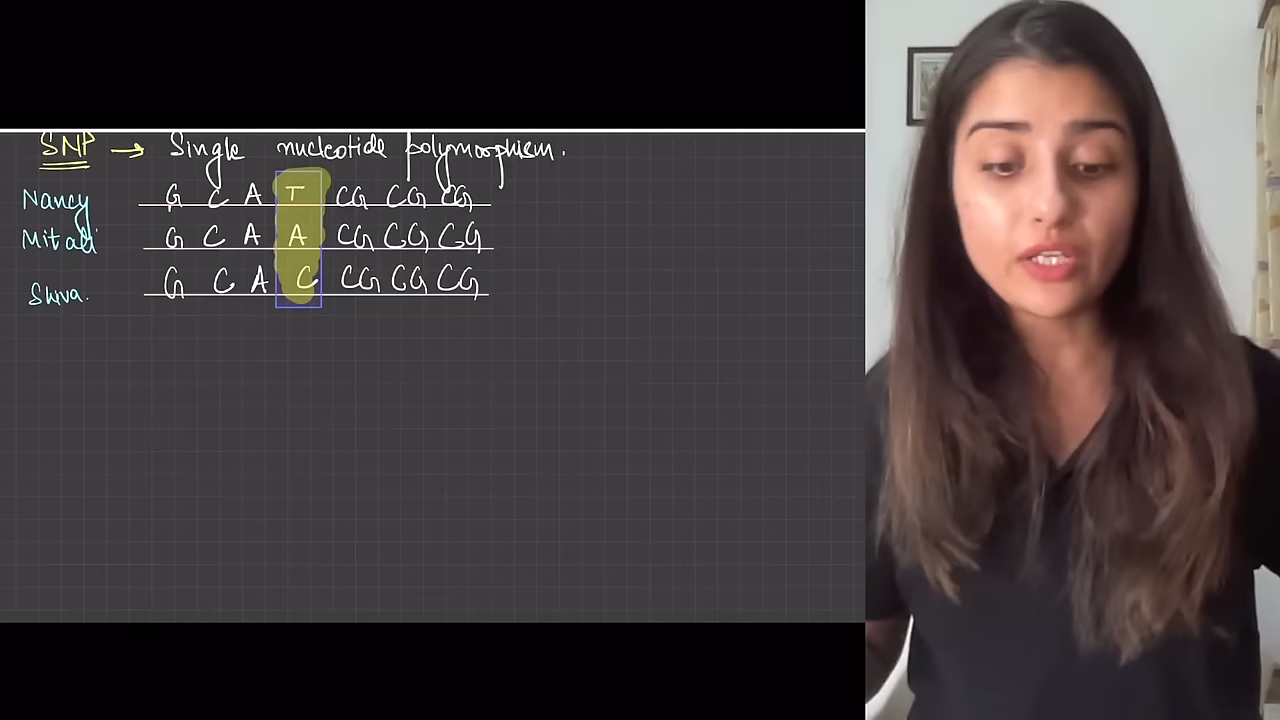 SNP → Single nucleotide polymorphism.
Nancy G C A T CG CG CG
Mitali G C A A CG CG CG
Shiva. G C A C CG CG CG